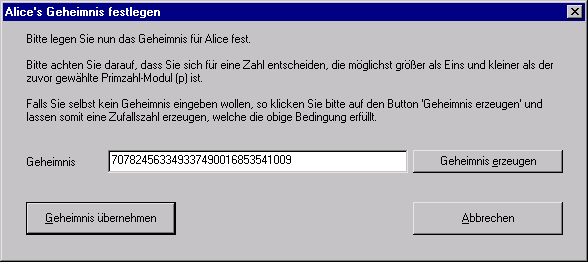 Alice's Geheimnis festlegen
Bitte legen Sie nun das Geheimnis für Alice fest.
Bitte achten Sie darauf, dass Sie sich für eine Zahl entscheiden, die möglichst größer als Eins und kleiner als der
zuvor gewählte Primzahl-Modul (p) ist.
Falls Sie selbst kein Geheimnis eingeben wollen, so klicken Sie bitte auf den Button 'Geheimnis erzeugen' und
lassen somit eine Zufallszahl erzeugen, welche die obige Bedingung erfüllt.
Geheimnis 707824563349337490016853541009 Geheimnis erzeugen
Geheimnis übernehmen Abbrechen